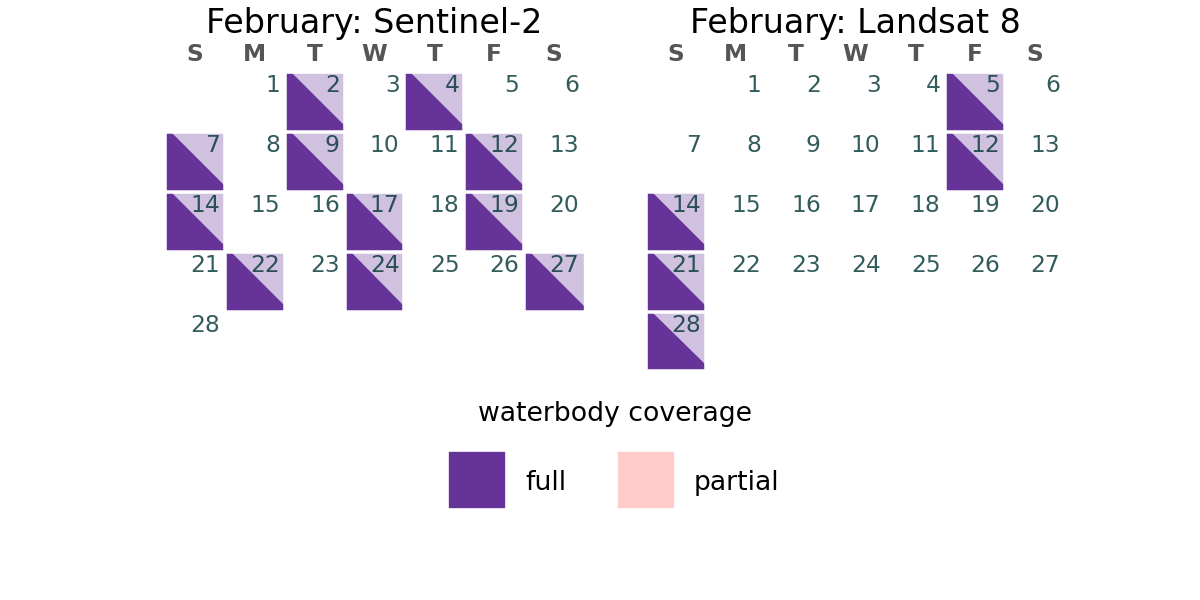 February: Sentinel-2
S M T W T F S
1 2 3 4 5 6
7 8 9 10 11 12 13
14 15 16 17 18 19 20
21 22 23 24 25 26 27
28
February: Landsat 8
S M T W T F S
1 2 3 4 5 6
7 8 9 10 11 12 13
14 15 16 17 18 19 20
21 22 23 24 25 26 27
28
waterbody coverage
full partial